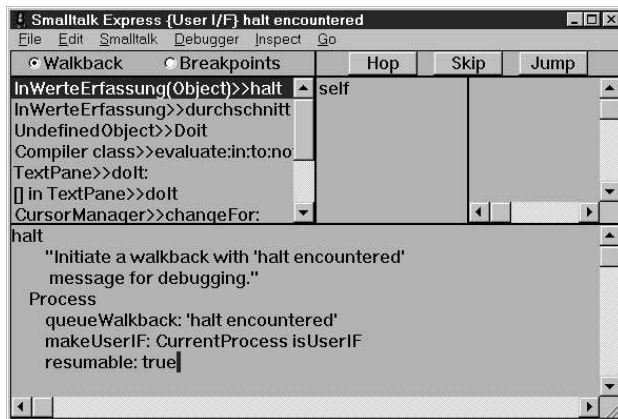 Smalltalk Express {User I/F} halt encountered
File Edit Smalltalk Debugger Inspect Go
Walkback Breakpoints Hop Skip Jump
InWerteErfassung(Object)>>halt
self
InWerteErfassung>>durchschnitt
UndefinedObject>>Doit
Compiler class>>evaluate:in:to:no
TextPane>>doIt:
[] in TextPane>>doIt
CursorManager>>changeFor:
halt
"Initiate a walkback with 'halt encountered'
message for debugging."
Process
queueWalkback: 'halt encountered'
makeUserIF: CurrentProcess isUserIF
resumable: true